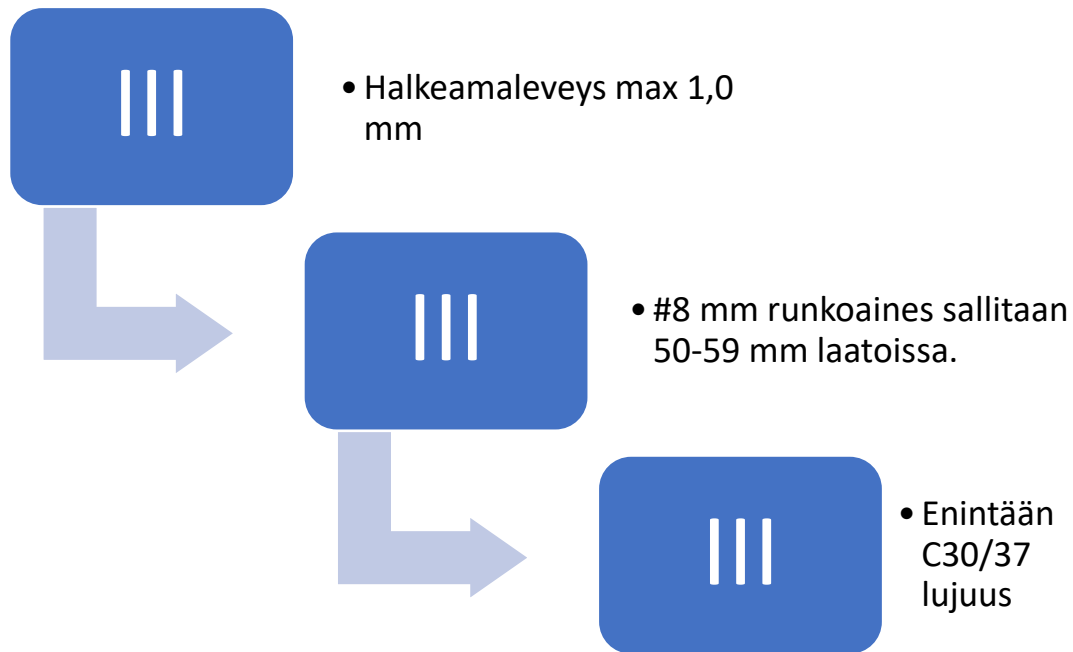 III
• Halkeamaleveys max 1,0
mm
III
• #8 mm runkoaines sallitaan
50-59 mm laatoissa.
III
• Enintään
C30/37
lujuus